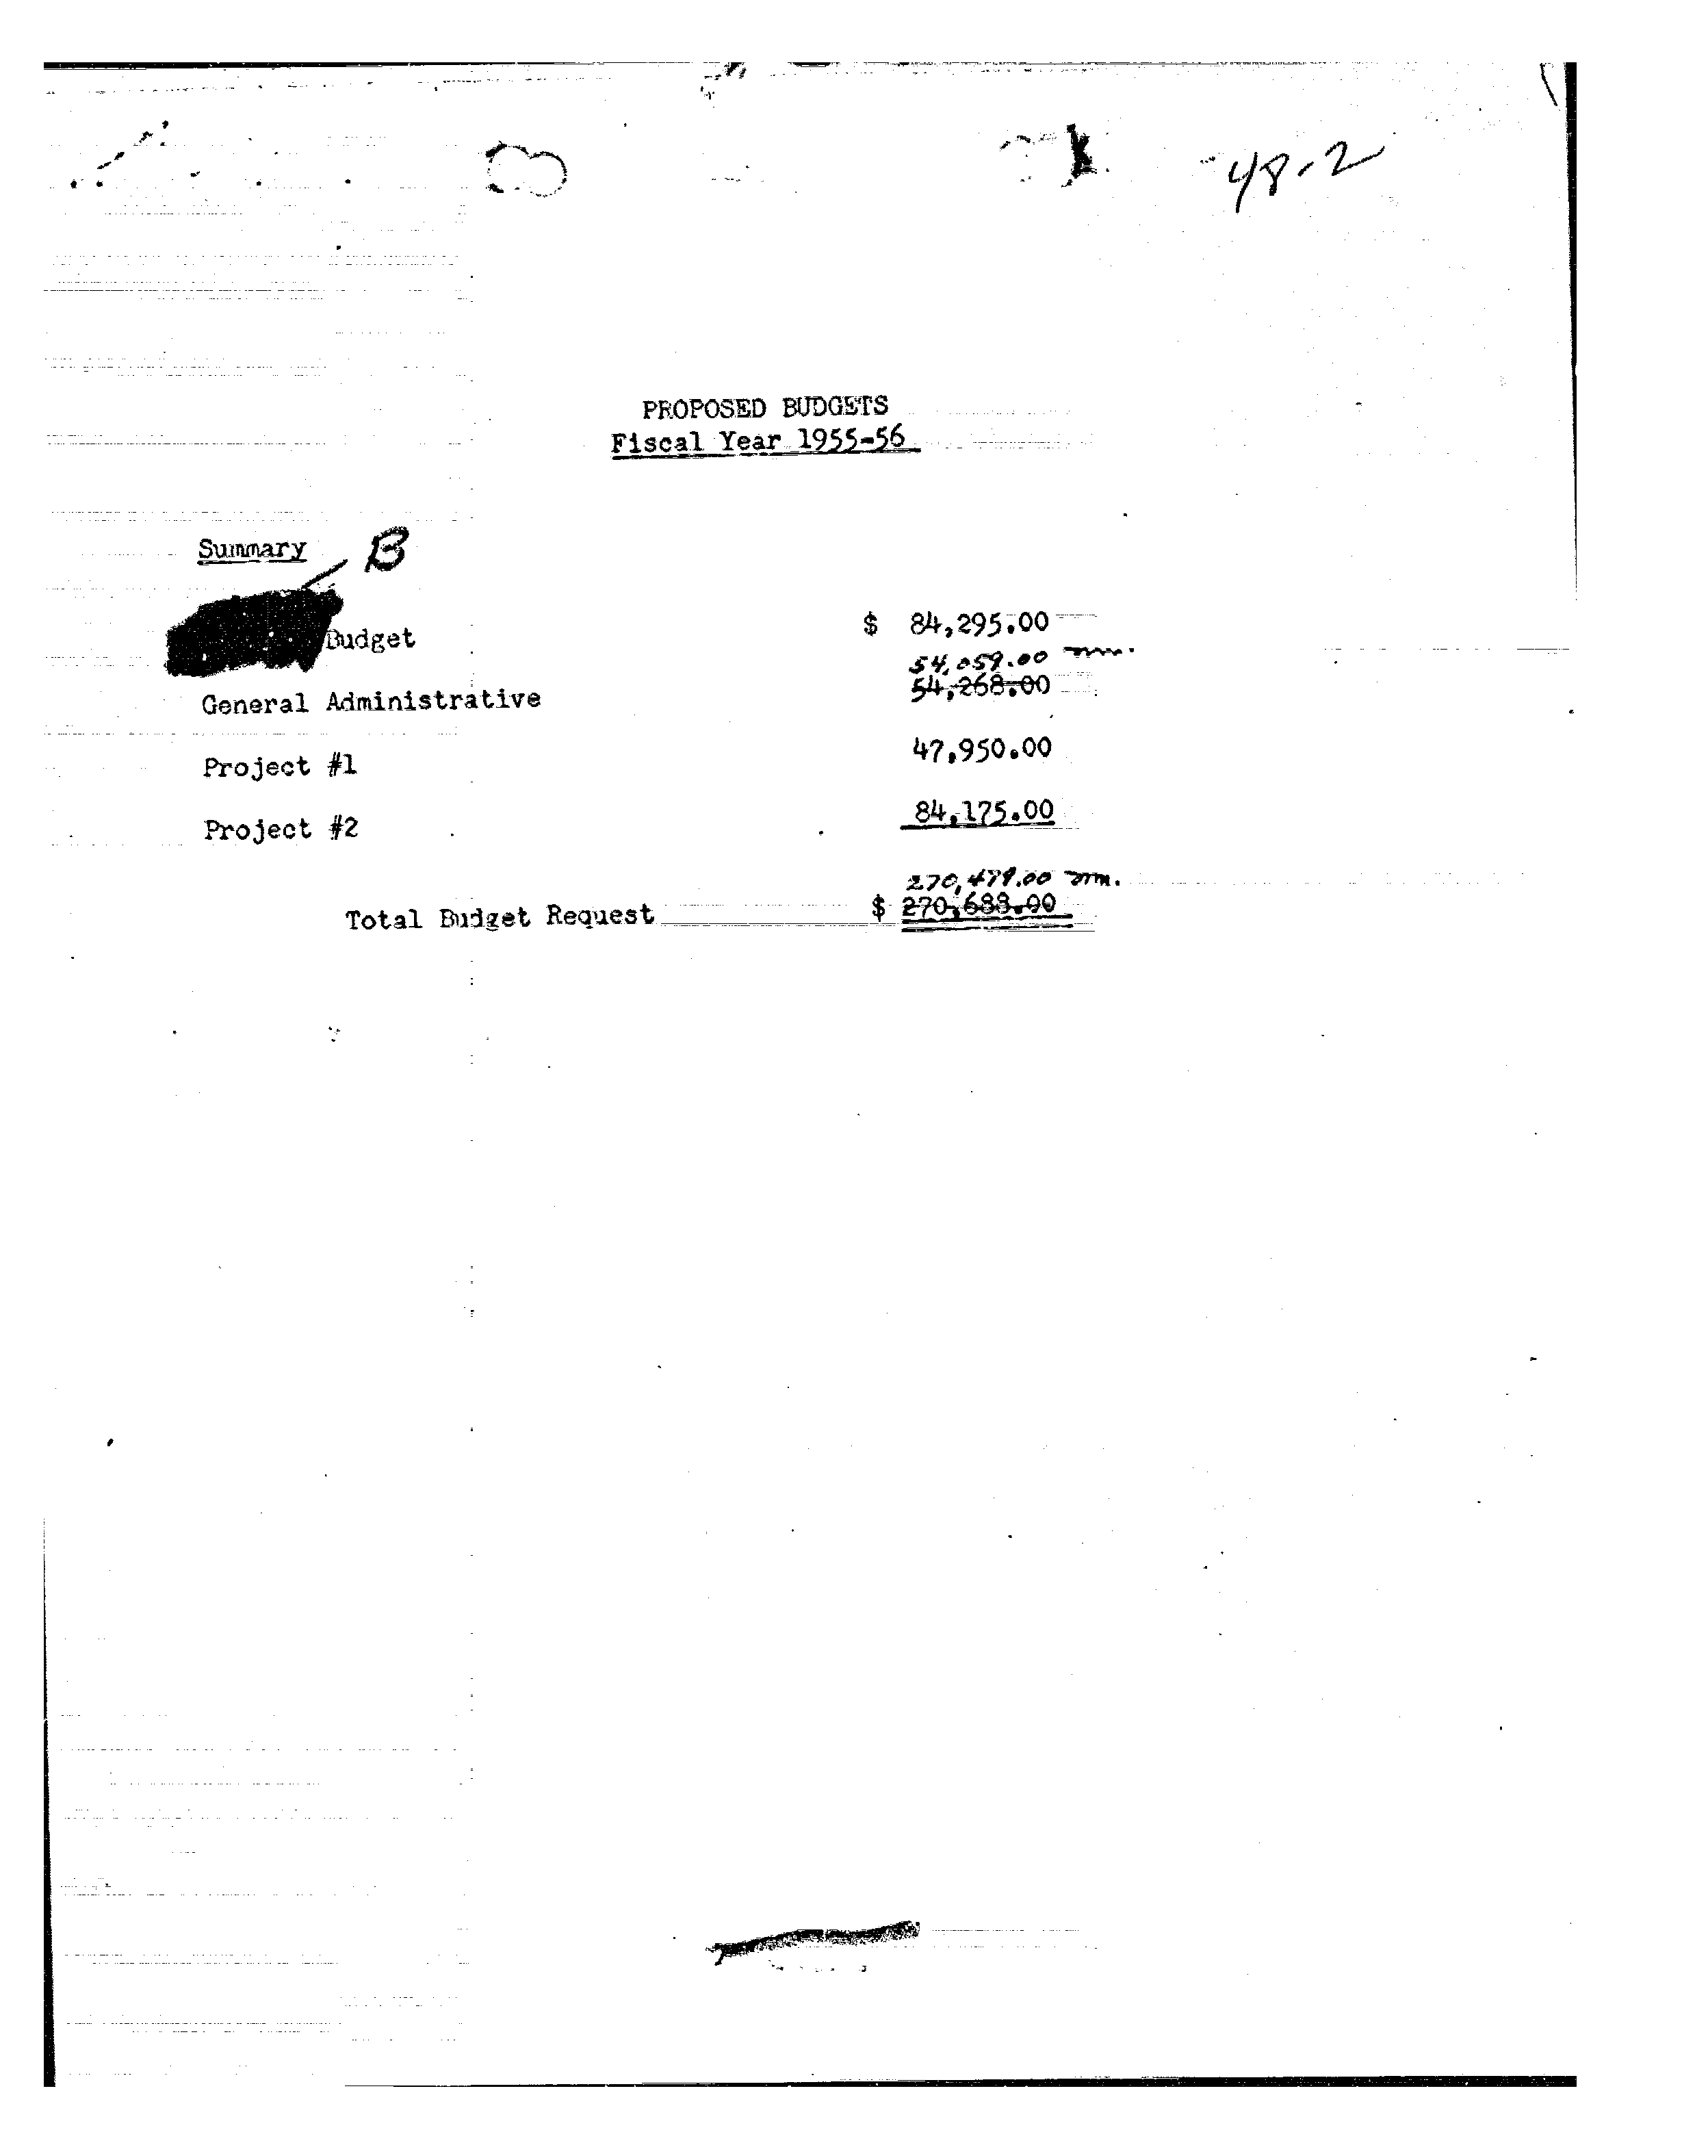 48-2
PROPOSED BUDGETS
Fiscal Year 1955-56
Summary
B
Budget $ 84,295.00
54,059.00 mm.
General Administrative 54,268.00
Project #1 47,950.00
Project #2 84,175.00
270,479.00 mm.
Total Budget Request $ 270,688.00